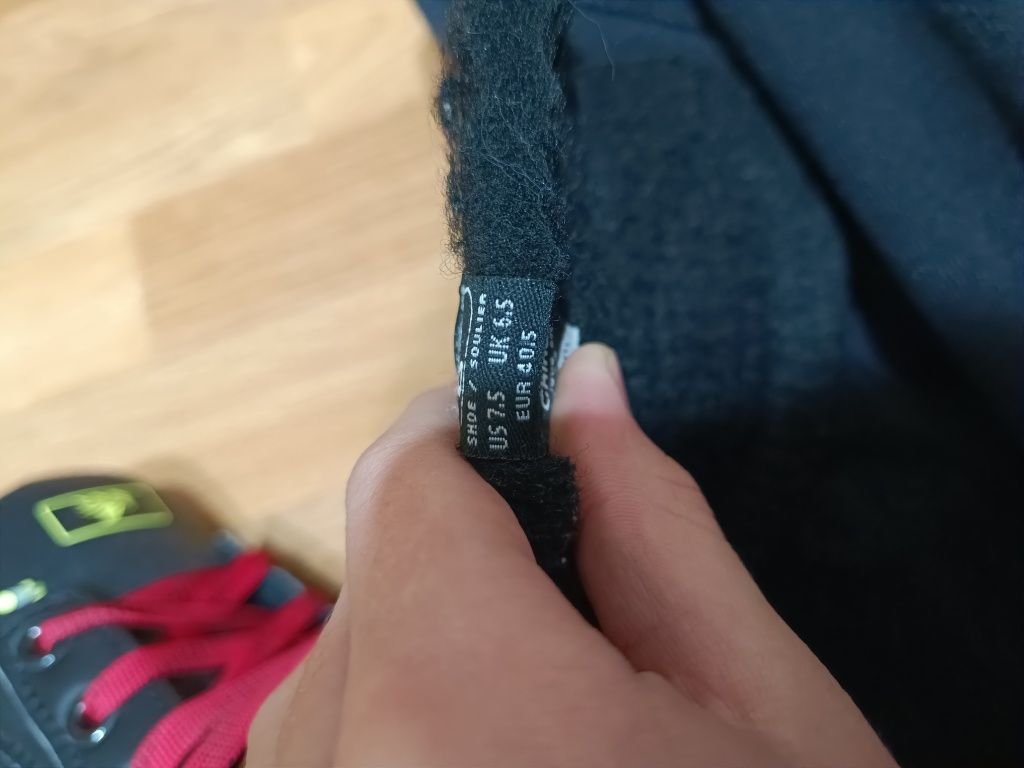 SHOE / SOULIER
US 7.5 UK 6.5
EUR 40.5